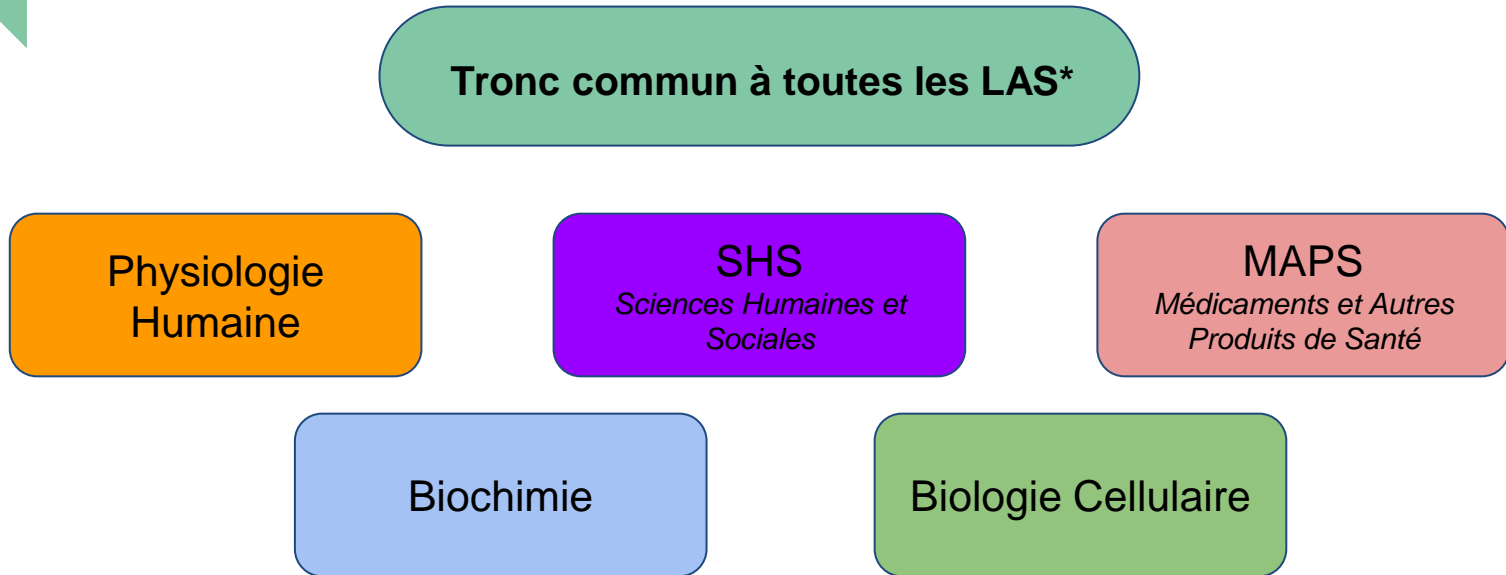 Tronc commun à toutes les LAS*
Physiologie
Humaine
SHS
Sciences Humaines et
Sociales
MAPS
Médicaments et Autres
Produits de Santé
Biochimie
Biologie Cellulaire